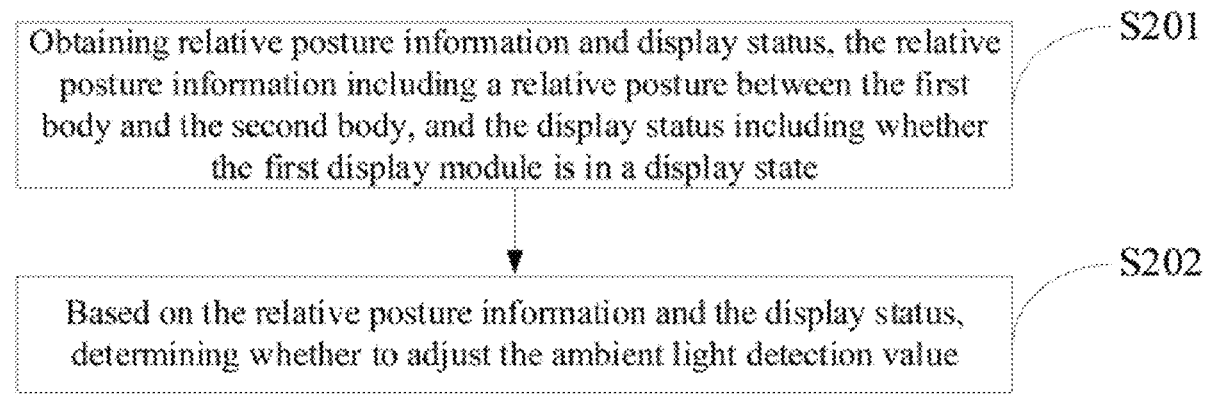 S201
Obtaining relative posture information and display status, the relative
posture information including a relative posture between the first
body and the second body, and the display status including whether
the first display module is in a display state
S202
Based on the relative posture information and the display status,
determining whether to adjust the ambient light detection value